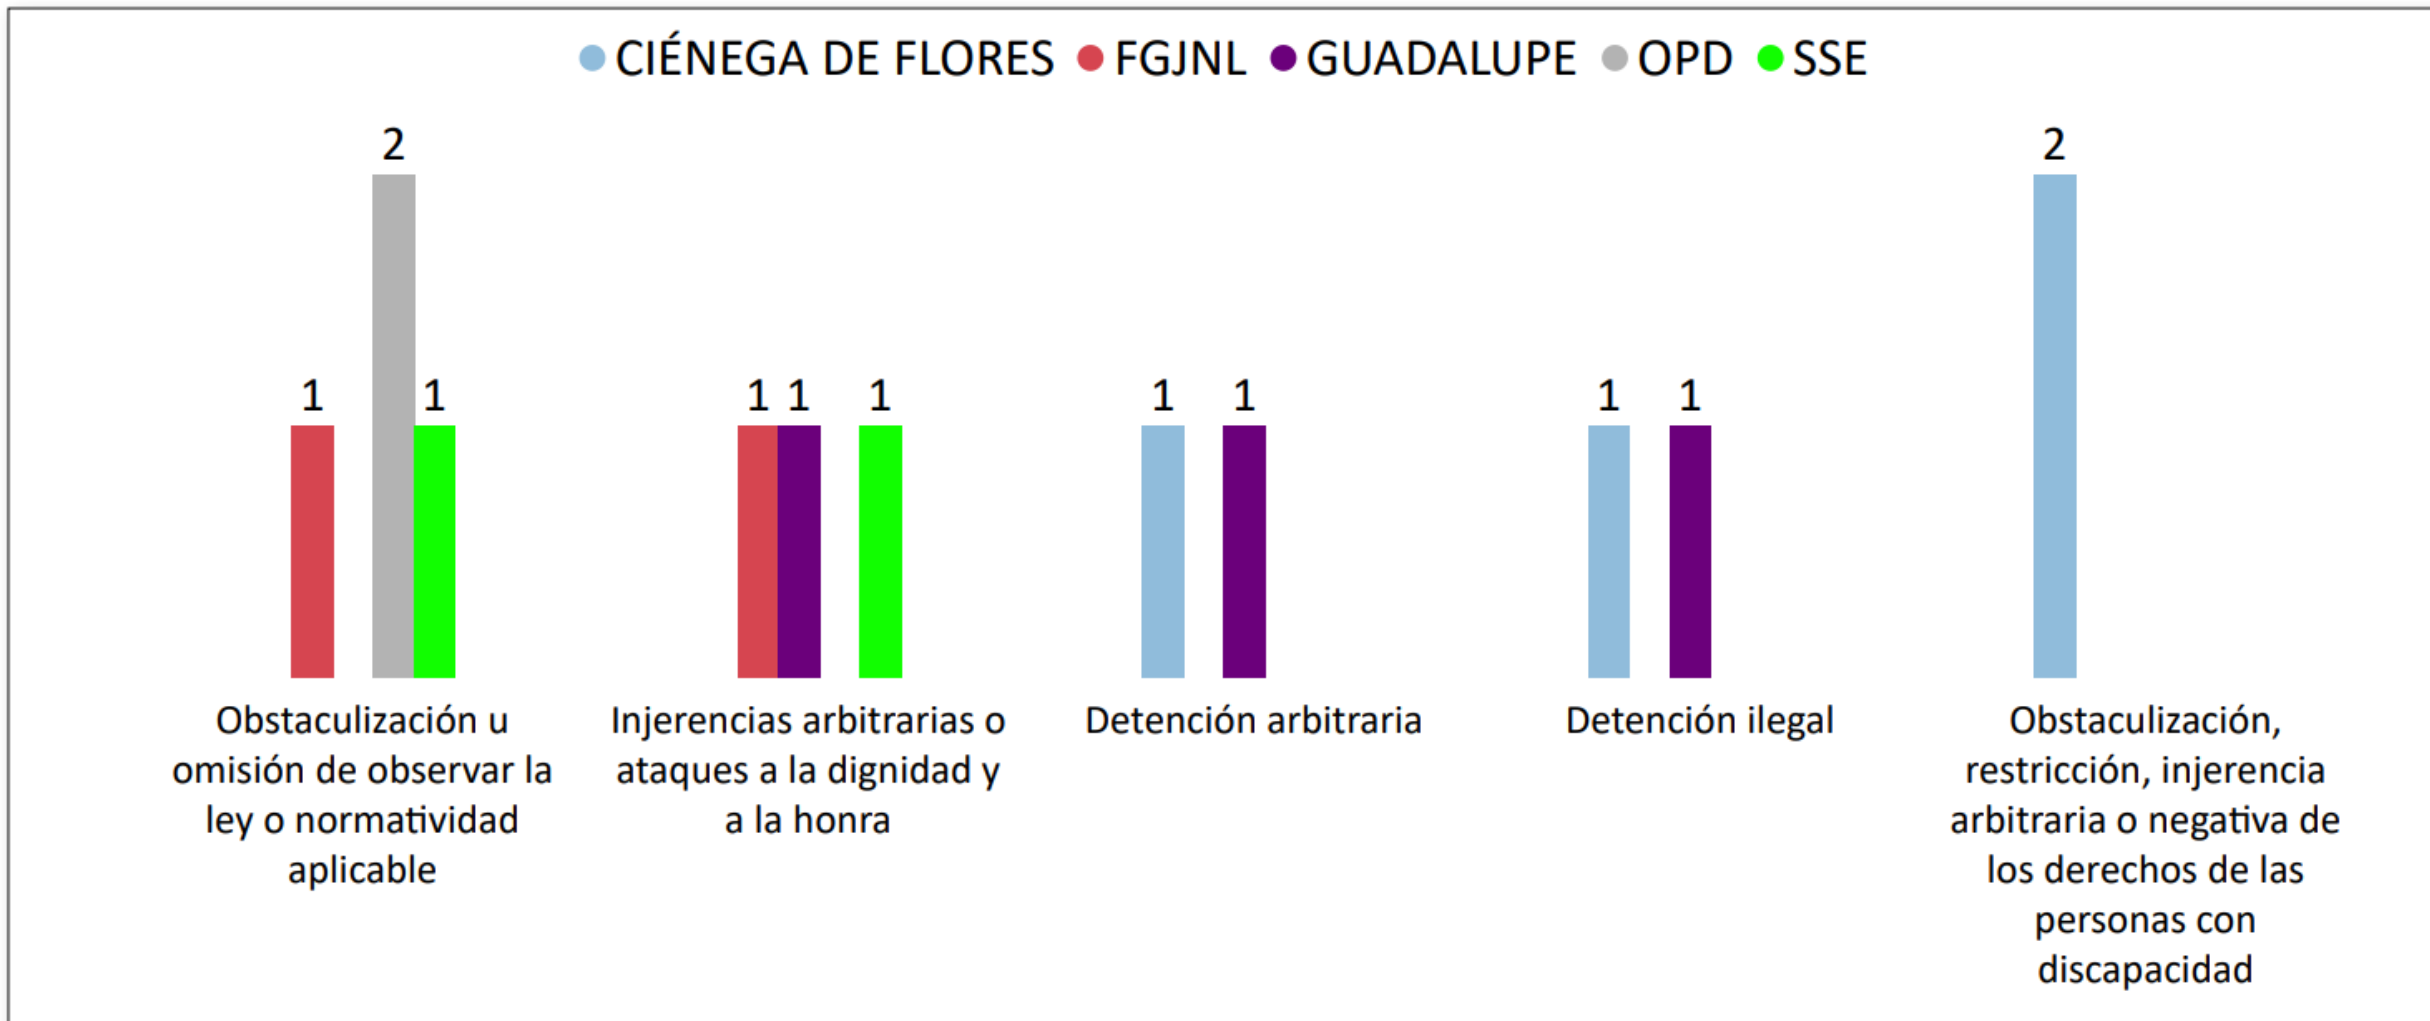 CIÉNEGA DE FLORES FGJNL GUADALUPE OPD SSE
2
1
1
1 1 1
1 1
1 1
2
Obstaculización u
omisión de observar la
ley o normatividad
aplicable
Injerencias arbitrarias o
ataques a la dignidad y
a la honra
Detención arbitraria
Detención ilegal
Obstaculización,
restricción, injerencia
arbitraria o negativa de
los derechos de las
personas con
discapacidad